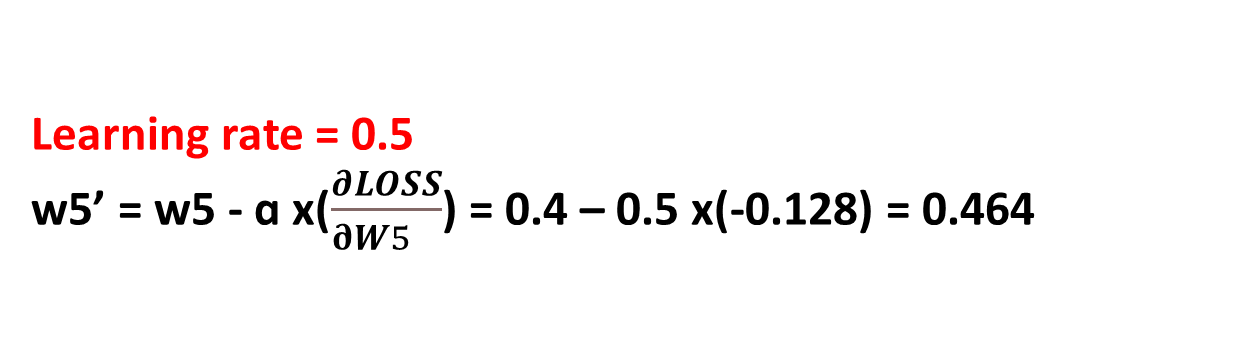 Learning rate = 0.5
w5’ = w5 - α x(∂LOSS/∂W5) = 0.4 – 0.5 x(-0.128) = 0.464